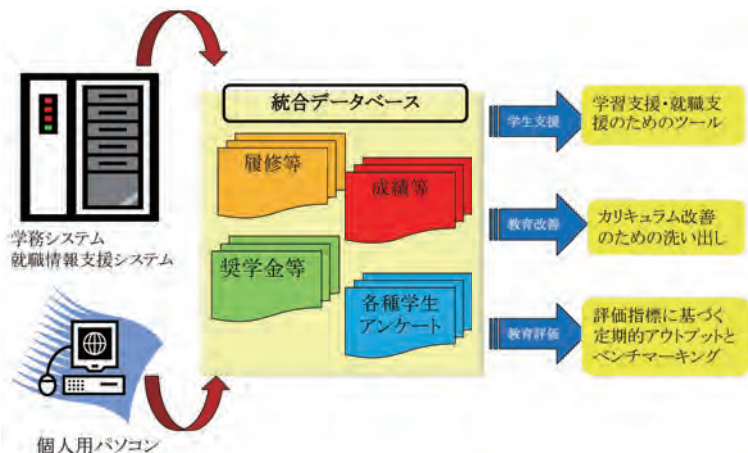 統合データベース
履修等
成績等
奨学金等
各種学生
アンケート
学務システム
就職情報支援システム
個人用パソコン
学生支援
学習支援・就職支
援のためのツール
教育改善
カリキュラム改善
のための洗い出し
教育評価
評価指標に基づく
定期的アウトプットと
ベンチマーキング